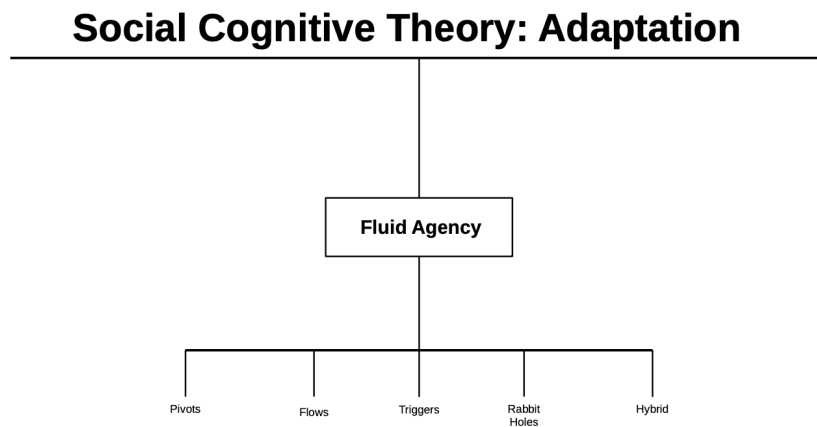 Social Cognitive Theory: Adaptation
Fluid Agency
Pivots
Flows
Triggers
Rabbit
Holes
Hybrid